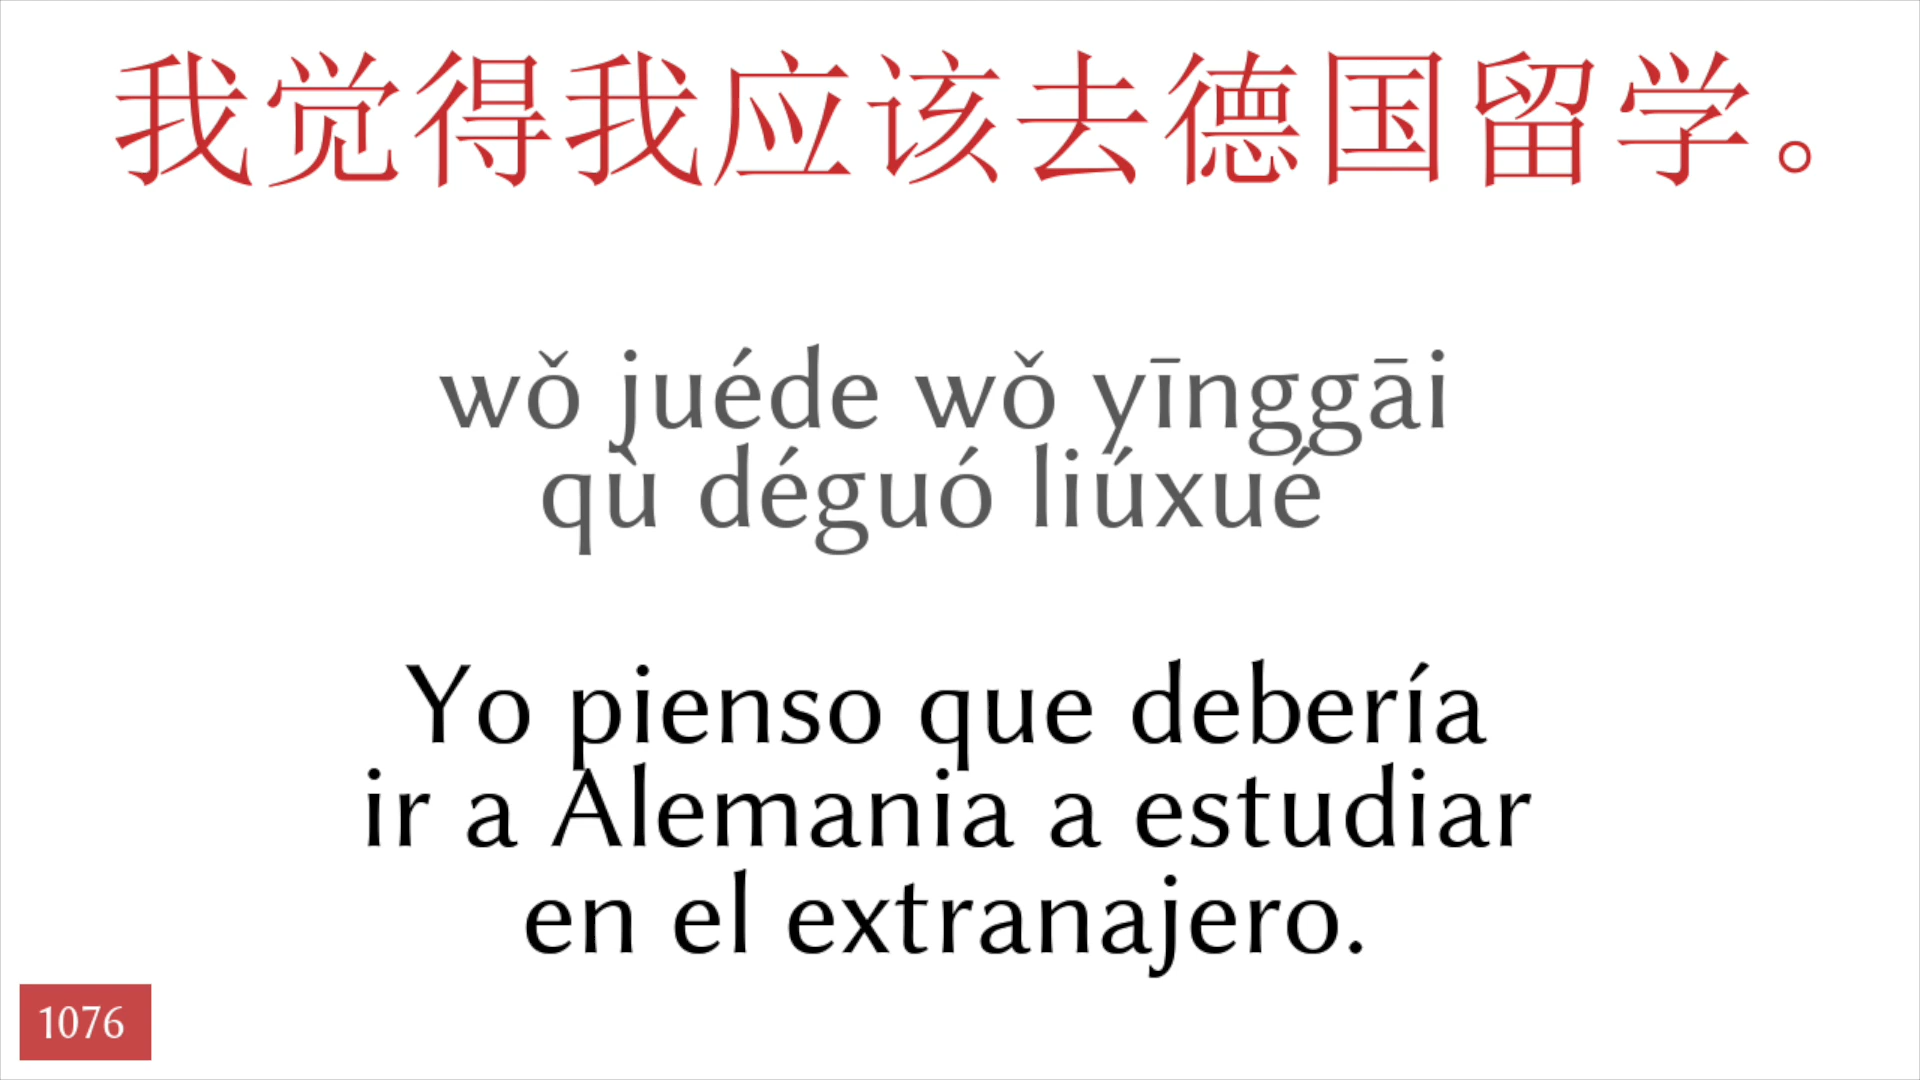 我觉得我应该去德国留学。
wǒ juéde wǒ yīnggāi
qù déguó liúxué
Yo pienso que debería
ir a Alemania a estudiar
en el extranajero.
1076